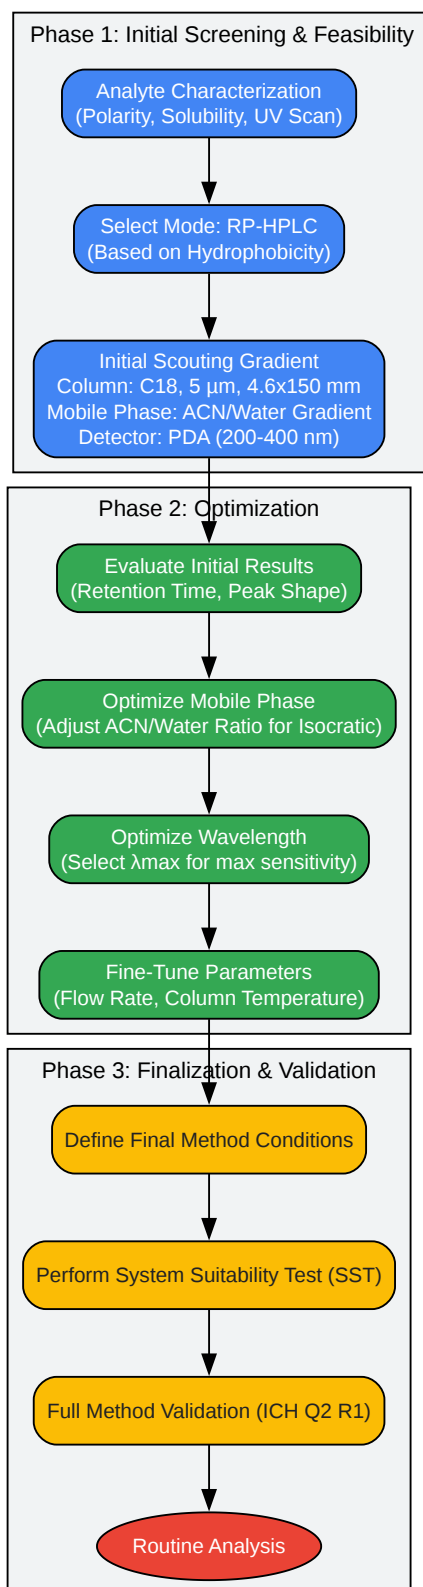 Phase 1: Initial Screening & Feasibility
Analyte Characterization
(Polarity, Solubility, UV Scan)
Select Mode: RP-HPLC
(Based on Hydrophobicity)
Initial Scouting Gradient
Column: C18, 5 µm, 4.6x150 mm
Mobile Phase: ACN/Water Gradient
Detector: PDA (200-400 nm)
Phase 2: Optimization
Evaluate Initial Results
(Retention Time, Peak Shape)
Optimize Mobile Phase
(Adjust ACN/Water Ratio for Isocratic)
Optimize Wavelength
(Select λmax for max sensitivity)
Fine-Tune Parameters
(Flow Rate, Column Temperature)
Phase 3: Finalization & Validation
Define Final Method Conditions
Perform System Suitability Test (SST)
Full Method Validation (ICH Q2 R1)
Routine Analysis